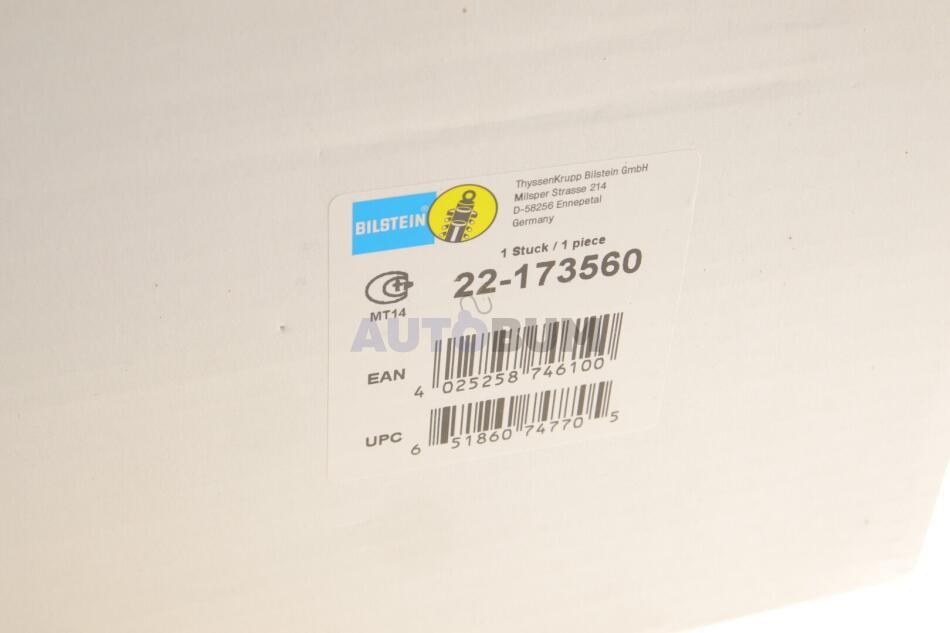 BILSTEIN®
ThyssenKrupp Bilstein GmbH
Milsper Strasse 214
D-58256 Ennepetal
Germany
1 Stuck / 1 piece
22-173560
MT14
AUTOBUM
EAN
4 025258 746100
UPC
6 51860 74770 5